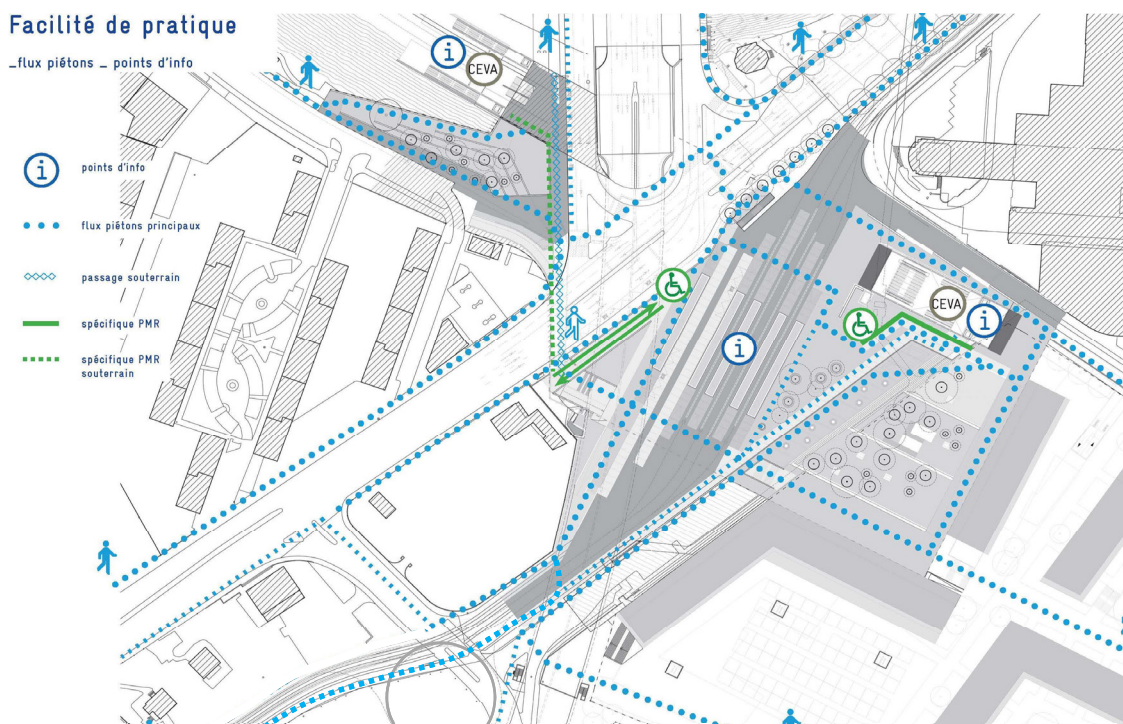 Facilité de pratique
_flux piétons _ points d'info
i
CEVA
i
points d'info
flux piétons principaux
passage souterrain
spécifique PMR
spécifique PMR
souterrain
i
CEVA
i